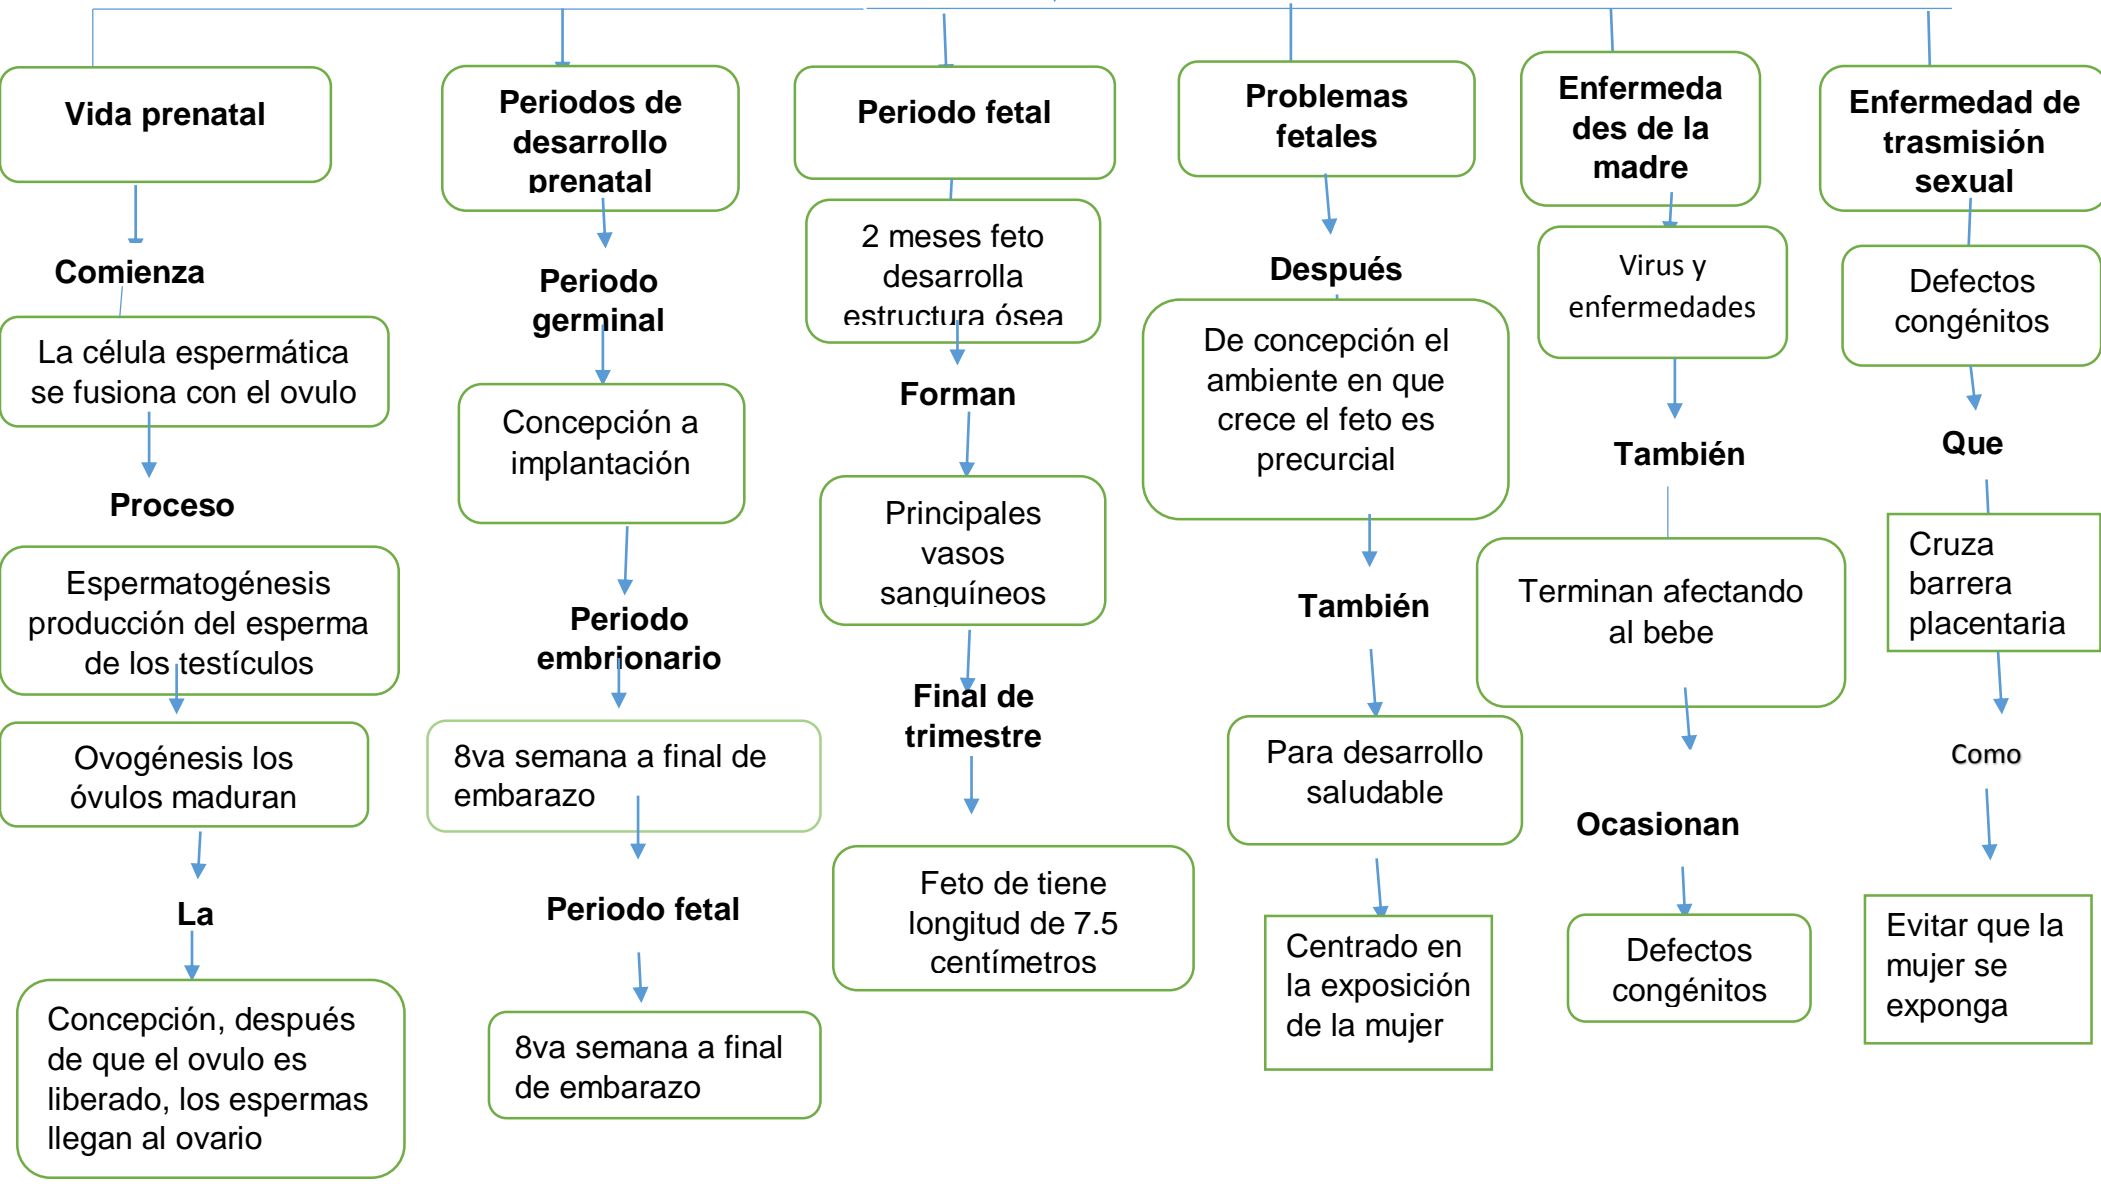 Vida prenatal
Comienza
La célula espermática
se fusiona con el ovulo
Proceso
Espermatogénesis
producción del esperma
de los testículos
Ovogénesis los
óvulos maduran
La
Concepción, después
de que el ovulo es
liberado, los espermas
llegan al ovario
Periodos de
desarrollo
prenatal
Periodo
germinal
Concepción a
implantación
Periodo
embrionario
8va semana a final de
embarazo
Periodo fetal
8va semana a final
de embarazo
Periodo fetal
2 meses feto
desarrolla
estructura ósea
Forman
Principales
vasos
sanguíneos
Final de
trimestre
Feto de tiene
longitud de 7.5
centímetros
Problemas
fetales
Después
De concepción el
ambiente en que
crece el feto es
precurcial
También
Para desarrollo
saludable
Centrado en
la exposición
de la mujer
Enfermeda
des de la
madre
Virus y
enfermedades
También
Terminan afectando
al bebe
Ocasionan
Defectos
congénitos
Enfermedad de
trasmisión
sexual
Defectos
congénitos
Que
Cruza
barrera
placentaria
Como
Evitar que la
mujer se
exponga